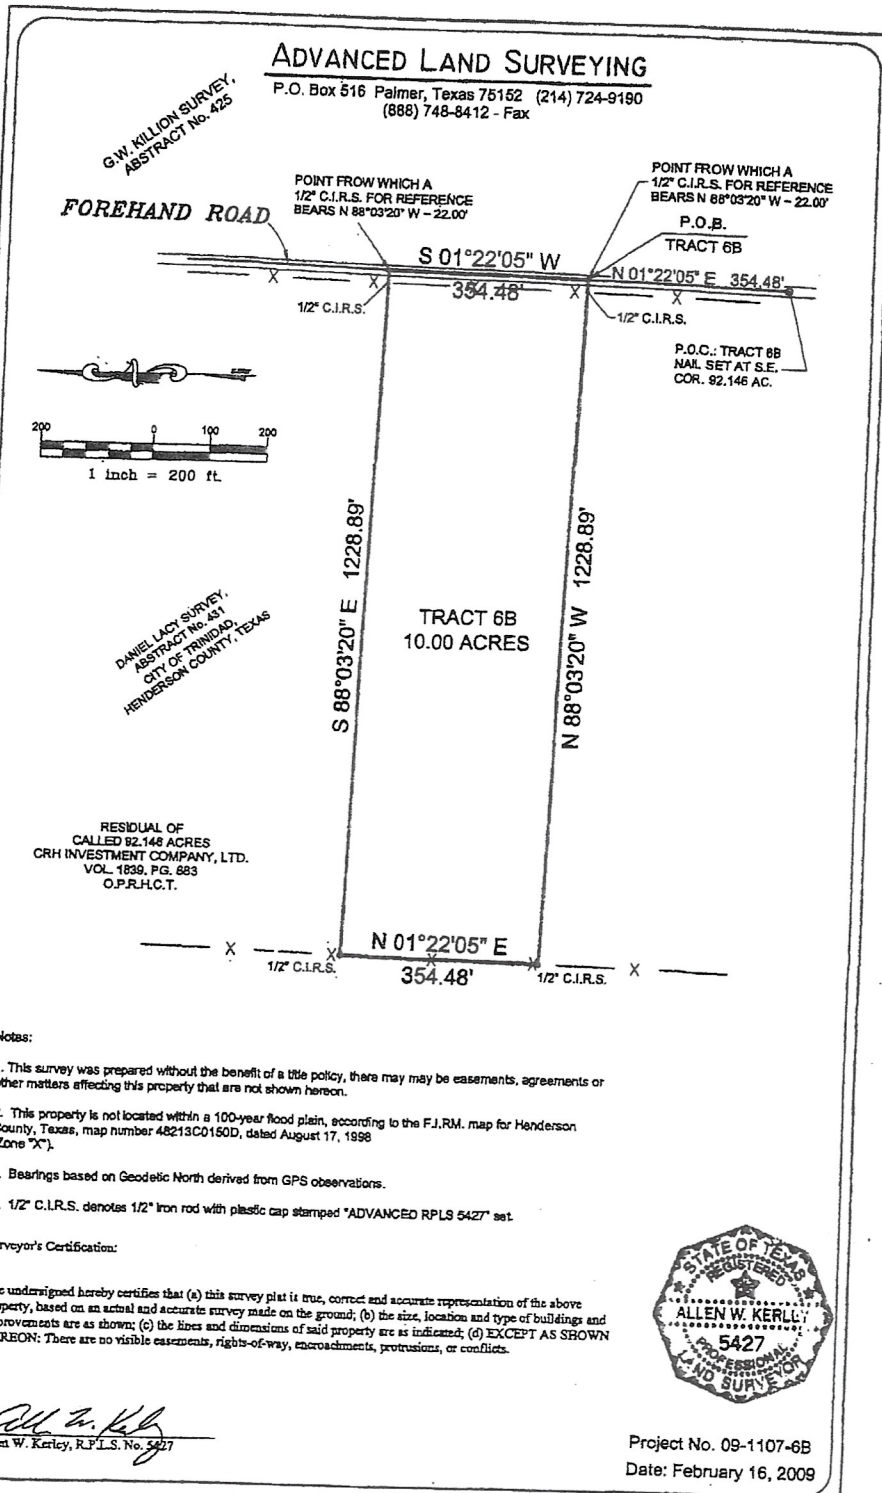 ADVANCED LAND SURVEYING
P.O. Box 516 Palmer, Texas 75152 (214) 724-9190
(888) 748-8412 - Fax
G.W. KILLION SURVEY,
ABSTRACT No. 425
FOREHAND ROAD
POINT FROW WHICH A
1/2" C.I.R.S. FOR REFERENCE
BEARS N 88°03'20" W - 22.00'
POINT FROW WHICH A
1/2" C.I.R.S. FOR REFERENCE
BEARS N 88°03'20" W - 22.00'
P.O.B.
TRACT 6B
S 01°22'05" W
354.48'
N 01°22'05" E 354.48'
1/2" C.I.R.S.
1/2" C.I.R.S.
P.O.C.: TRACT 6B
NAIL SET AT S.E.
COR. 92.146 AC.
200 0 100 200
1 inch = 200 ft.
S 88°03'20" E 1228.89'
N 88°03'20" W 1228.89'
TRACT 6B
10.00 ACRES
DANIEL LACY SURVEY,
ABSTRACT No. 431
CITY OF TRINIDAD,
HENDERSON COUNTY, TEXAS
RESIDUAL OF
CALLED 92.146 ACRES
CRH INVESTMENT COMPANY, LTD.
VOL. 1839, PG. 683
O.P.R.H.C.T.
X X X X X
X X X X X
N 01°22'05" E
354.48'
1/2" C.I.R.S.
1/2" C.I.R.S.
Notes:
. This survey was prepared without the benefit of a title policy, there may may be easements, agreements or
ther matters affecting this property that are not shown hereon.
. This property is not located within a 100-year flood plain, according to the F.I.RM. map for Henderson
ounty, Texas, map number 48213C0150D, dated August 17, 1998
Zone "X").
. Bearings based on Geodetic North derived from GPS observations.
. 1/2" C.I.R.S. denotes 1/2" iron rod with plastic cap stamped "ADVANCED RPLS 5427" set.
rveyor's Certification:
e undersigned hereby certifies that (a) this survey plat is true, correct and accurate representation of the above
operty, based on an actual and accurate survey made on the ground; (b) the size, location and type of buildings and
provements are as shown; (c) the lines and dimensions of said property are as indicated; (d) EXCEPT AS SHOWN
REON: There are no visible easements, rights-of-way, encroachments, protrusions, or conflicts.
W. Kerley, R.P.L.S. No. 5427
STATE OF TEXAS
REGISTERED
ALLEN W. KERLEY
5427
PROFESSIONAL
LAND SURVEYOR
Project No. 09-1107-6B
Date: February 16, 2009